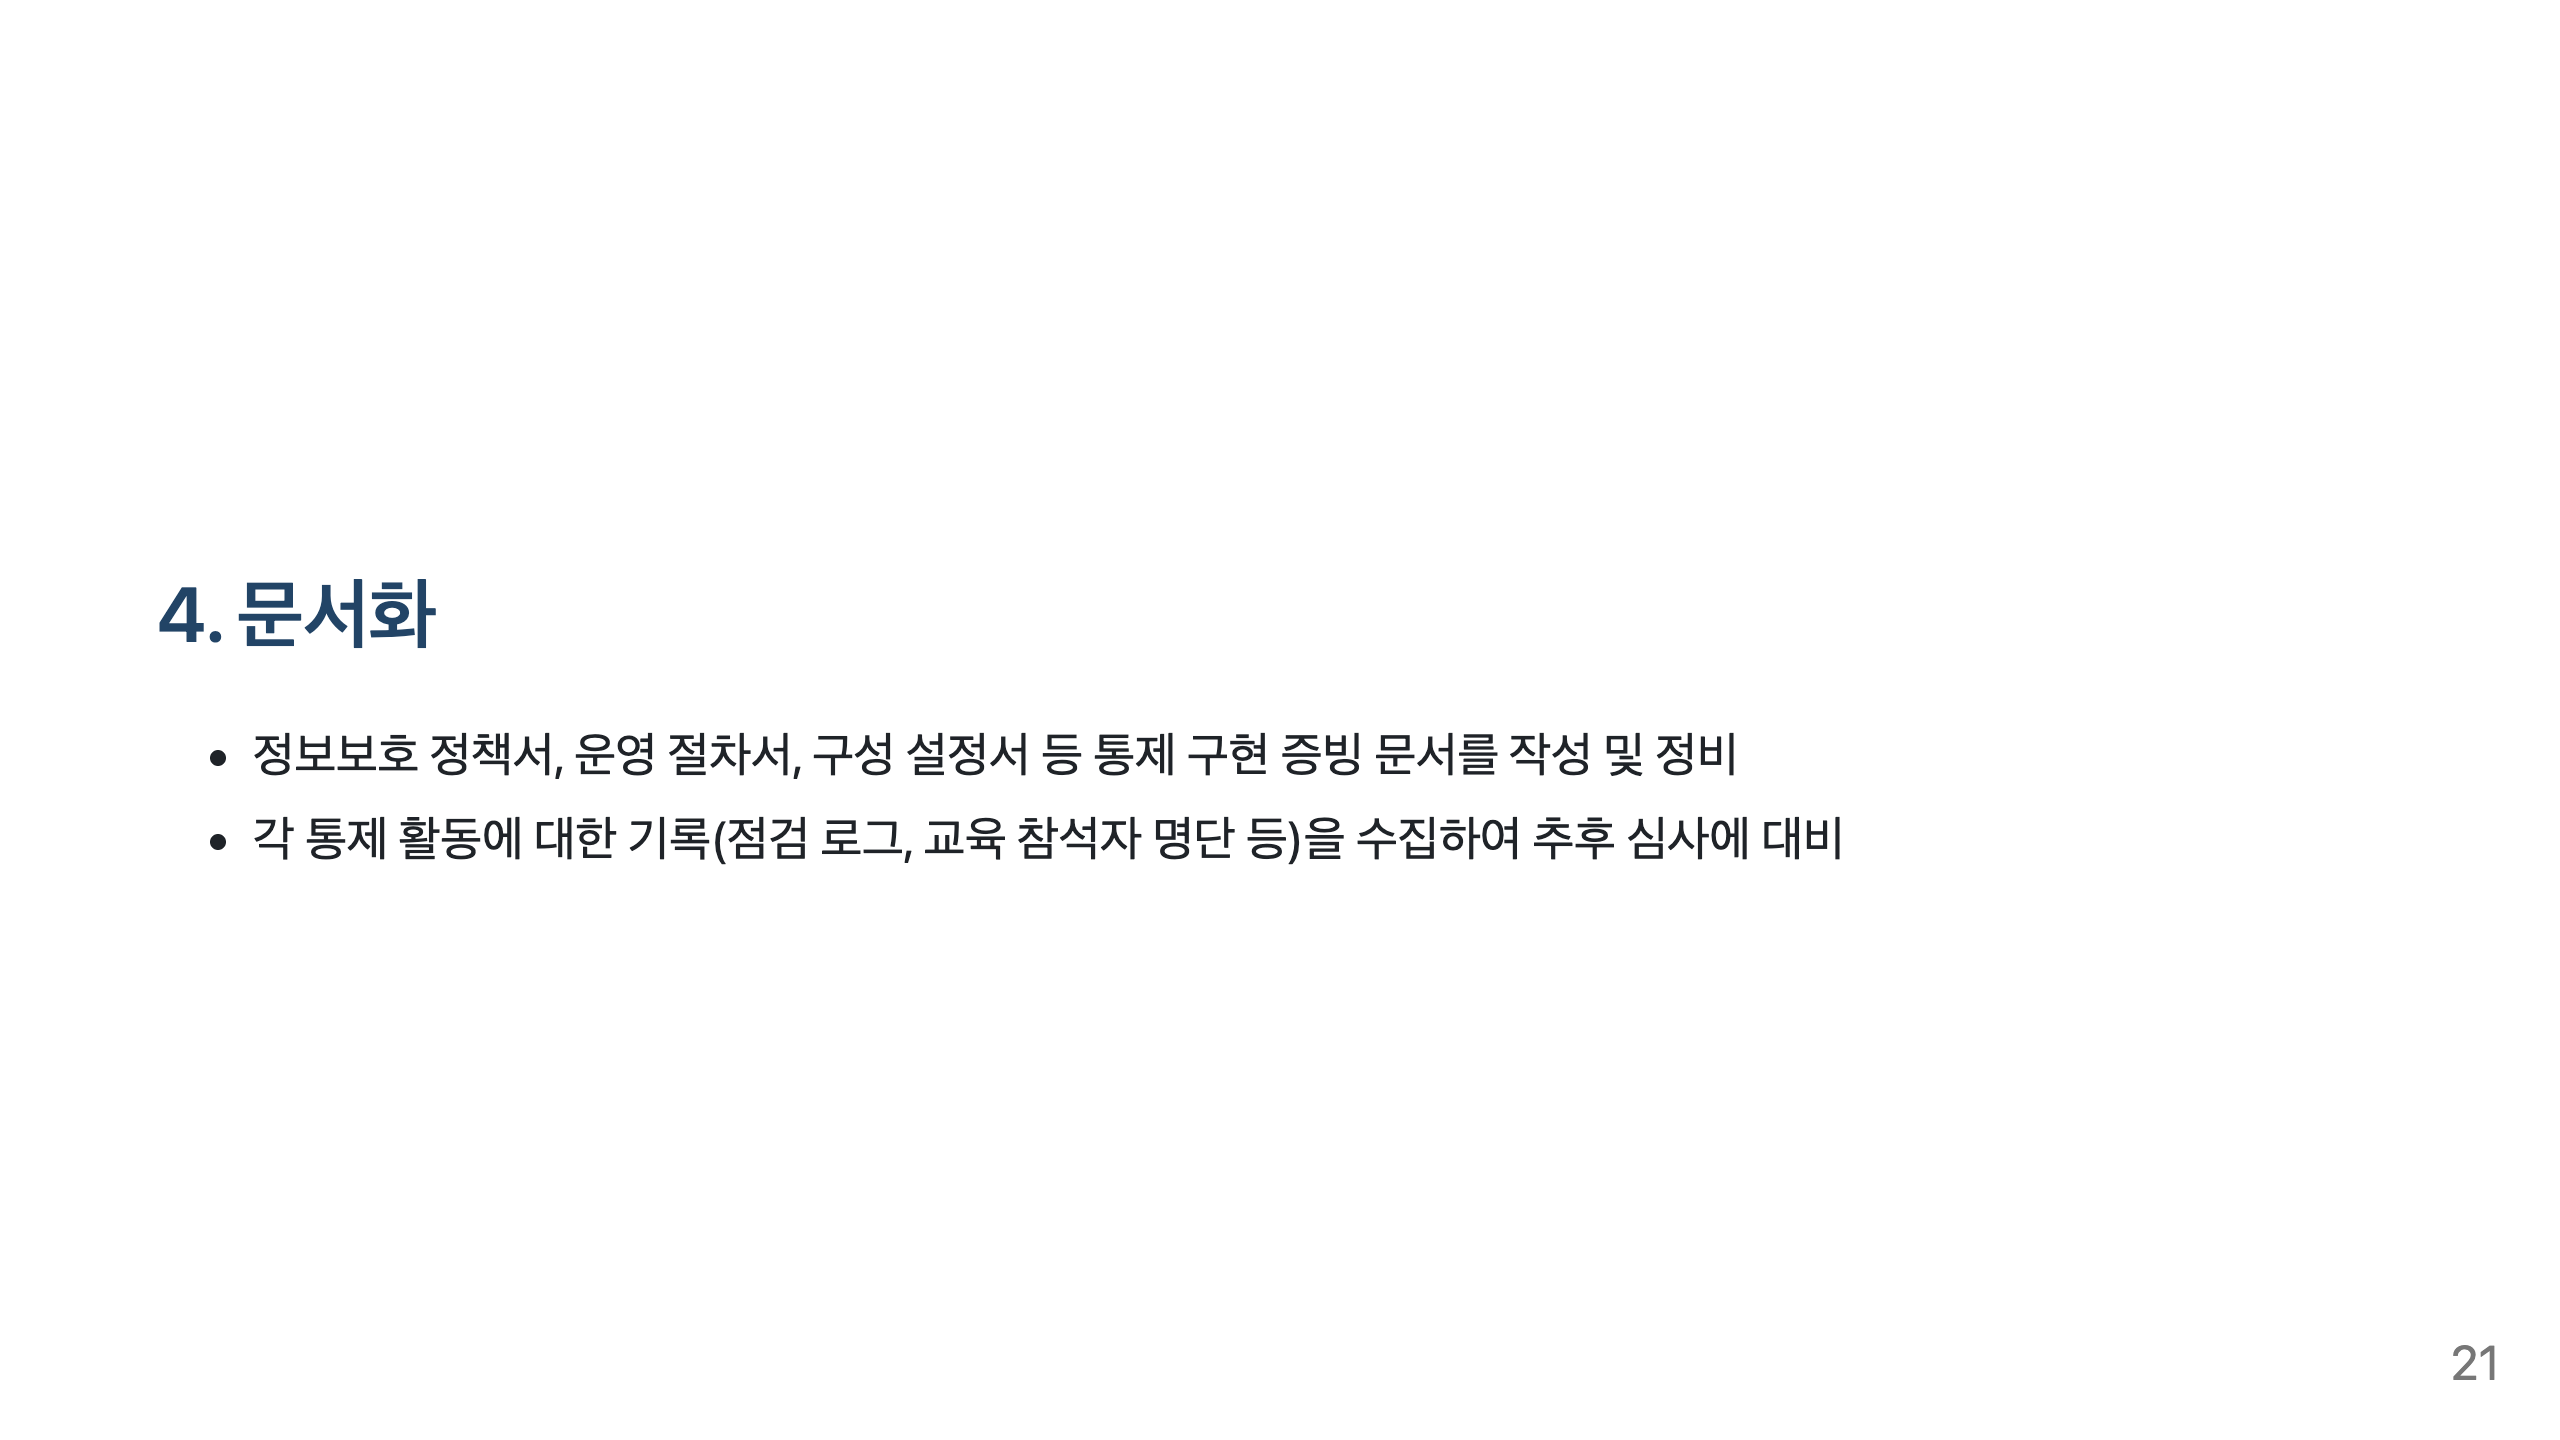 4. 문서화
• 정보보호 정책서, 운영 절차서, 구성 설정서 등 통제 구현 증빙 문서를 작성 및 정비
• 각 통제 활동에 대한 기록(점검 로그, 교육 참석자 명단 등)을 수집하여 추후 심사에 대비
21